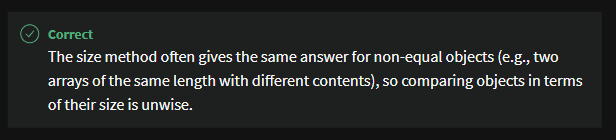 Correct
The size method often gives the same answer for non-equal objects (e.g., two
arrays of the same length with different contents), so comparing objects in terms
of their size is unwise.